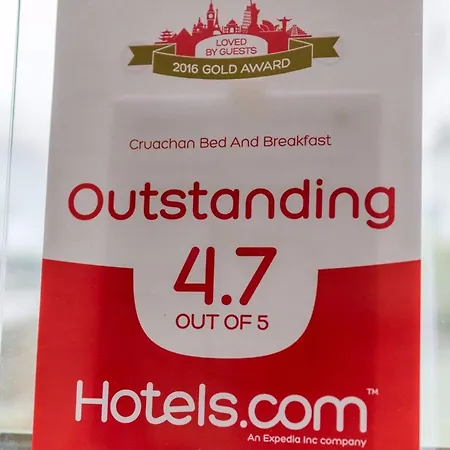 LOVED
BY GUESTS
2016 GOLD AWARD
Cruachan Bed And Breakfast
Outstanding
4.7
OUT OF 5
Hotels.com™
An Expedia Inc company